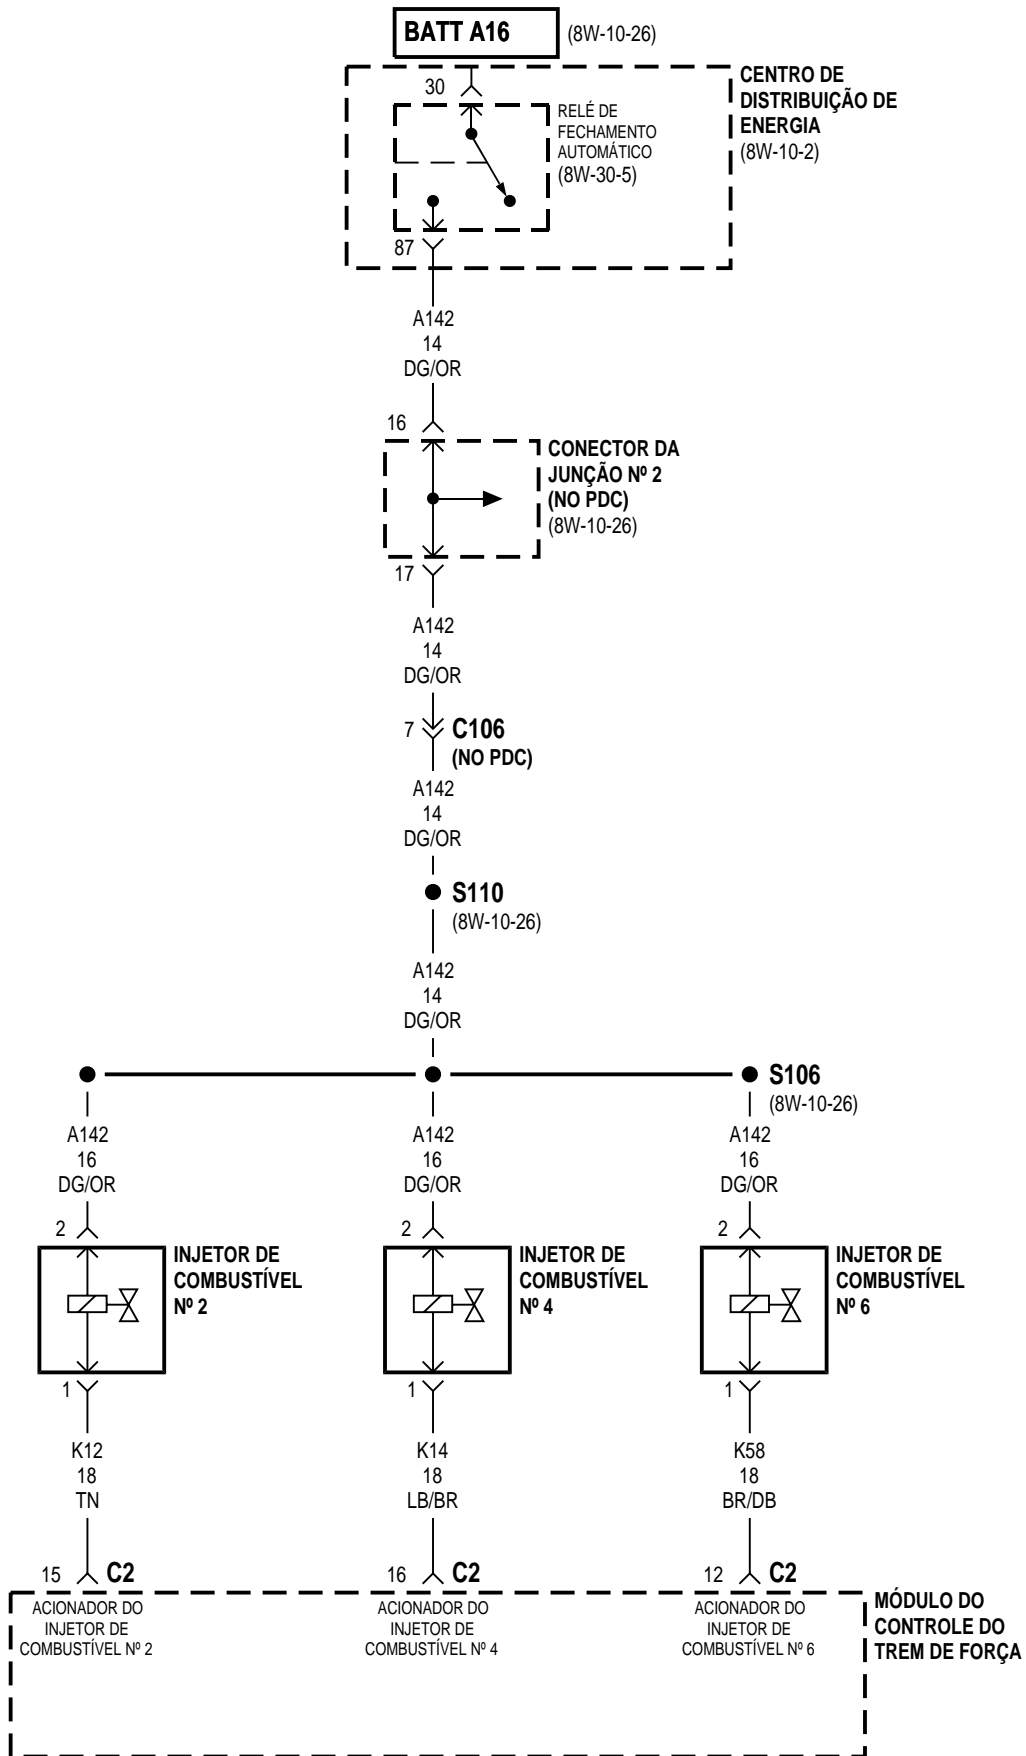 BATT A16 (8W-10-26)
CENTRO DE
DISTRIBUIÇÃO DE
ENERGIA
(8W-10-2)
30
RELÉ DE
FECHAMENTO
AUTOMÁTICO
(8W-30-5)
87
A142
14
DG/OR
16
CONECTOR DA
JUNÇÃO Nº 2
(NO PDC)
(8W-10-26)
17
A142
14
DG/OR
7 C106
(NO PDC)
A142
14
DG/OR
S110
(8W-10-26)
A142
14
DG/OR
S106
(8W-10-26)
A142 A142 A142
16 16 16
DG/OR DG/OR DG/OR
2 2 2
INJETOR DE
COMBUSTÍVEL
Nº 2
INJETOR DE
COMBUSTÍVEL
Nº 4
INJETOR DE
COMBUSTÍVEL
Nº 6
1 1 1
K12 K14 K58
18 18 18
TN LB/BR BR/DB
15 C2 16 C2 12 C2
ACIONADOR DO
INJETOR DE
COMBUSTÍVEL Nº 2
ACIONADOR DO
INJETOR DE
COMBUSTÍVEL Nº 4
ACIONADOR DO
INJETOR DE
COMBUSTÍVEL Nº 6
MÓDULO DO
CONTROLE DO
TREM DE FORÇA